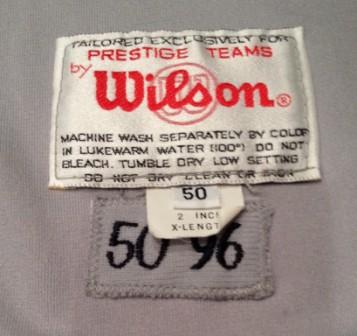 TAILORED EXCLUSIVELY FOR
PRESTIGE TEAMS
by Wilson®
MACHINE WASH SEPARATELY BY COLOR
IN LUKEWARM WATER (100°) DO NOT
BLEACH. TUMBLE DRY LOW SETTING
DO NOT DRY CLEAN OR IRON
50
2 INCH
X-LENGT
50 96